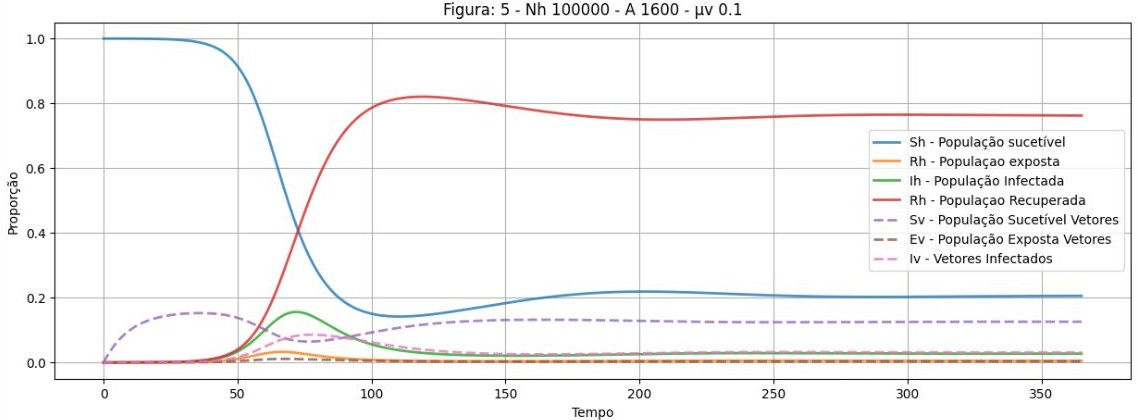 Figura: 5 - Nh 100000 - A 1600 - μv 0.1
1.0
0.8
0.6
0.4
0.2
0.0
Proporção
Sh - População sucetível
Rh - Populaçao exposta
Ih - População Infectada
Rh - Populaçao Recuperada
Sv - População Sucetível Vetores
Ev - População Exposta Vetores
Iv - Vetores Infectados
0 50 100 150 200 250 300 350
Tempo